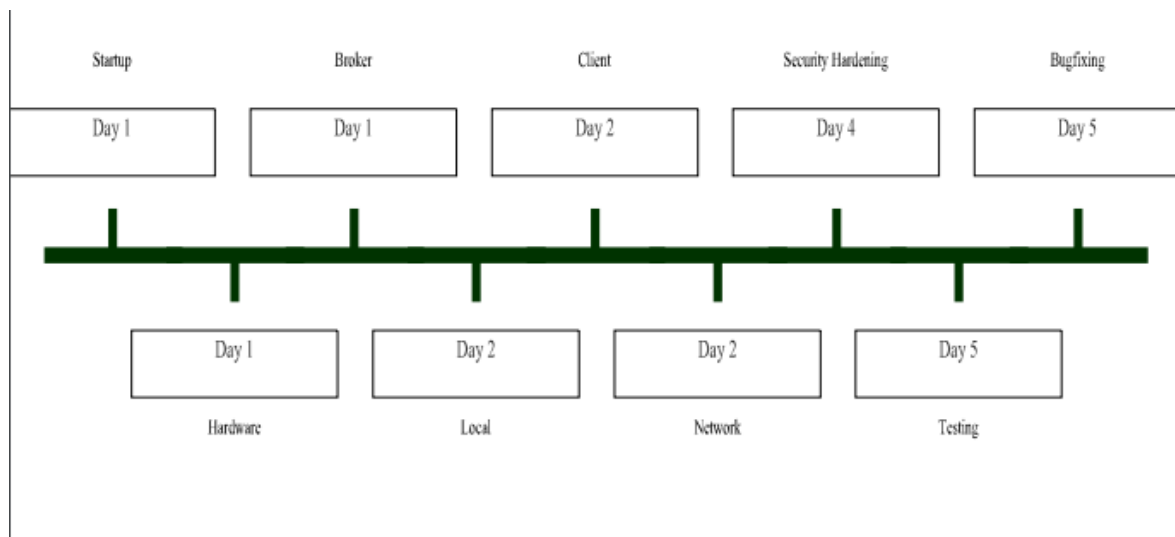 Startup
Broker
Client
Security Hardening
Bugfixing
Day 1
Day 1
Day 2
Day 4
Day 5
Day 1
Day 2
Day 2
Day 5
Hardware
Local
Network
Testing